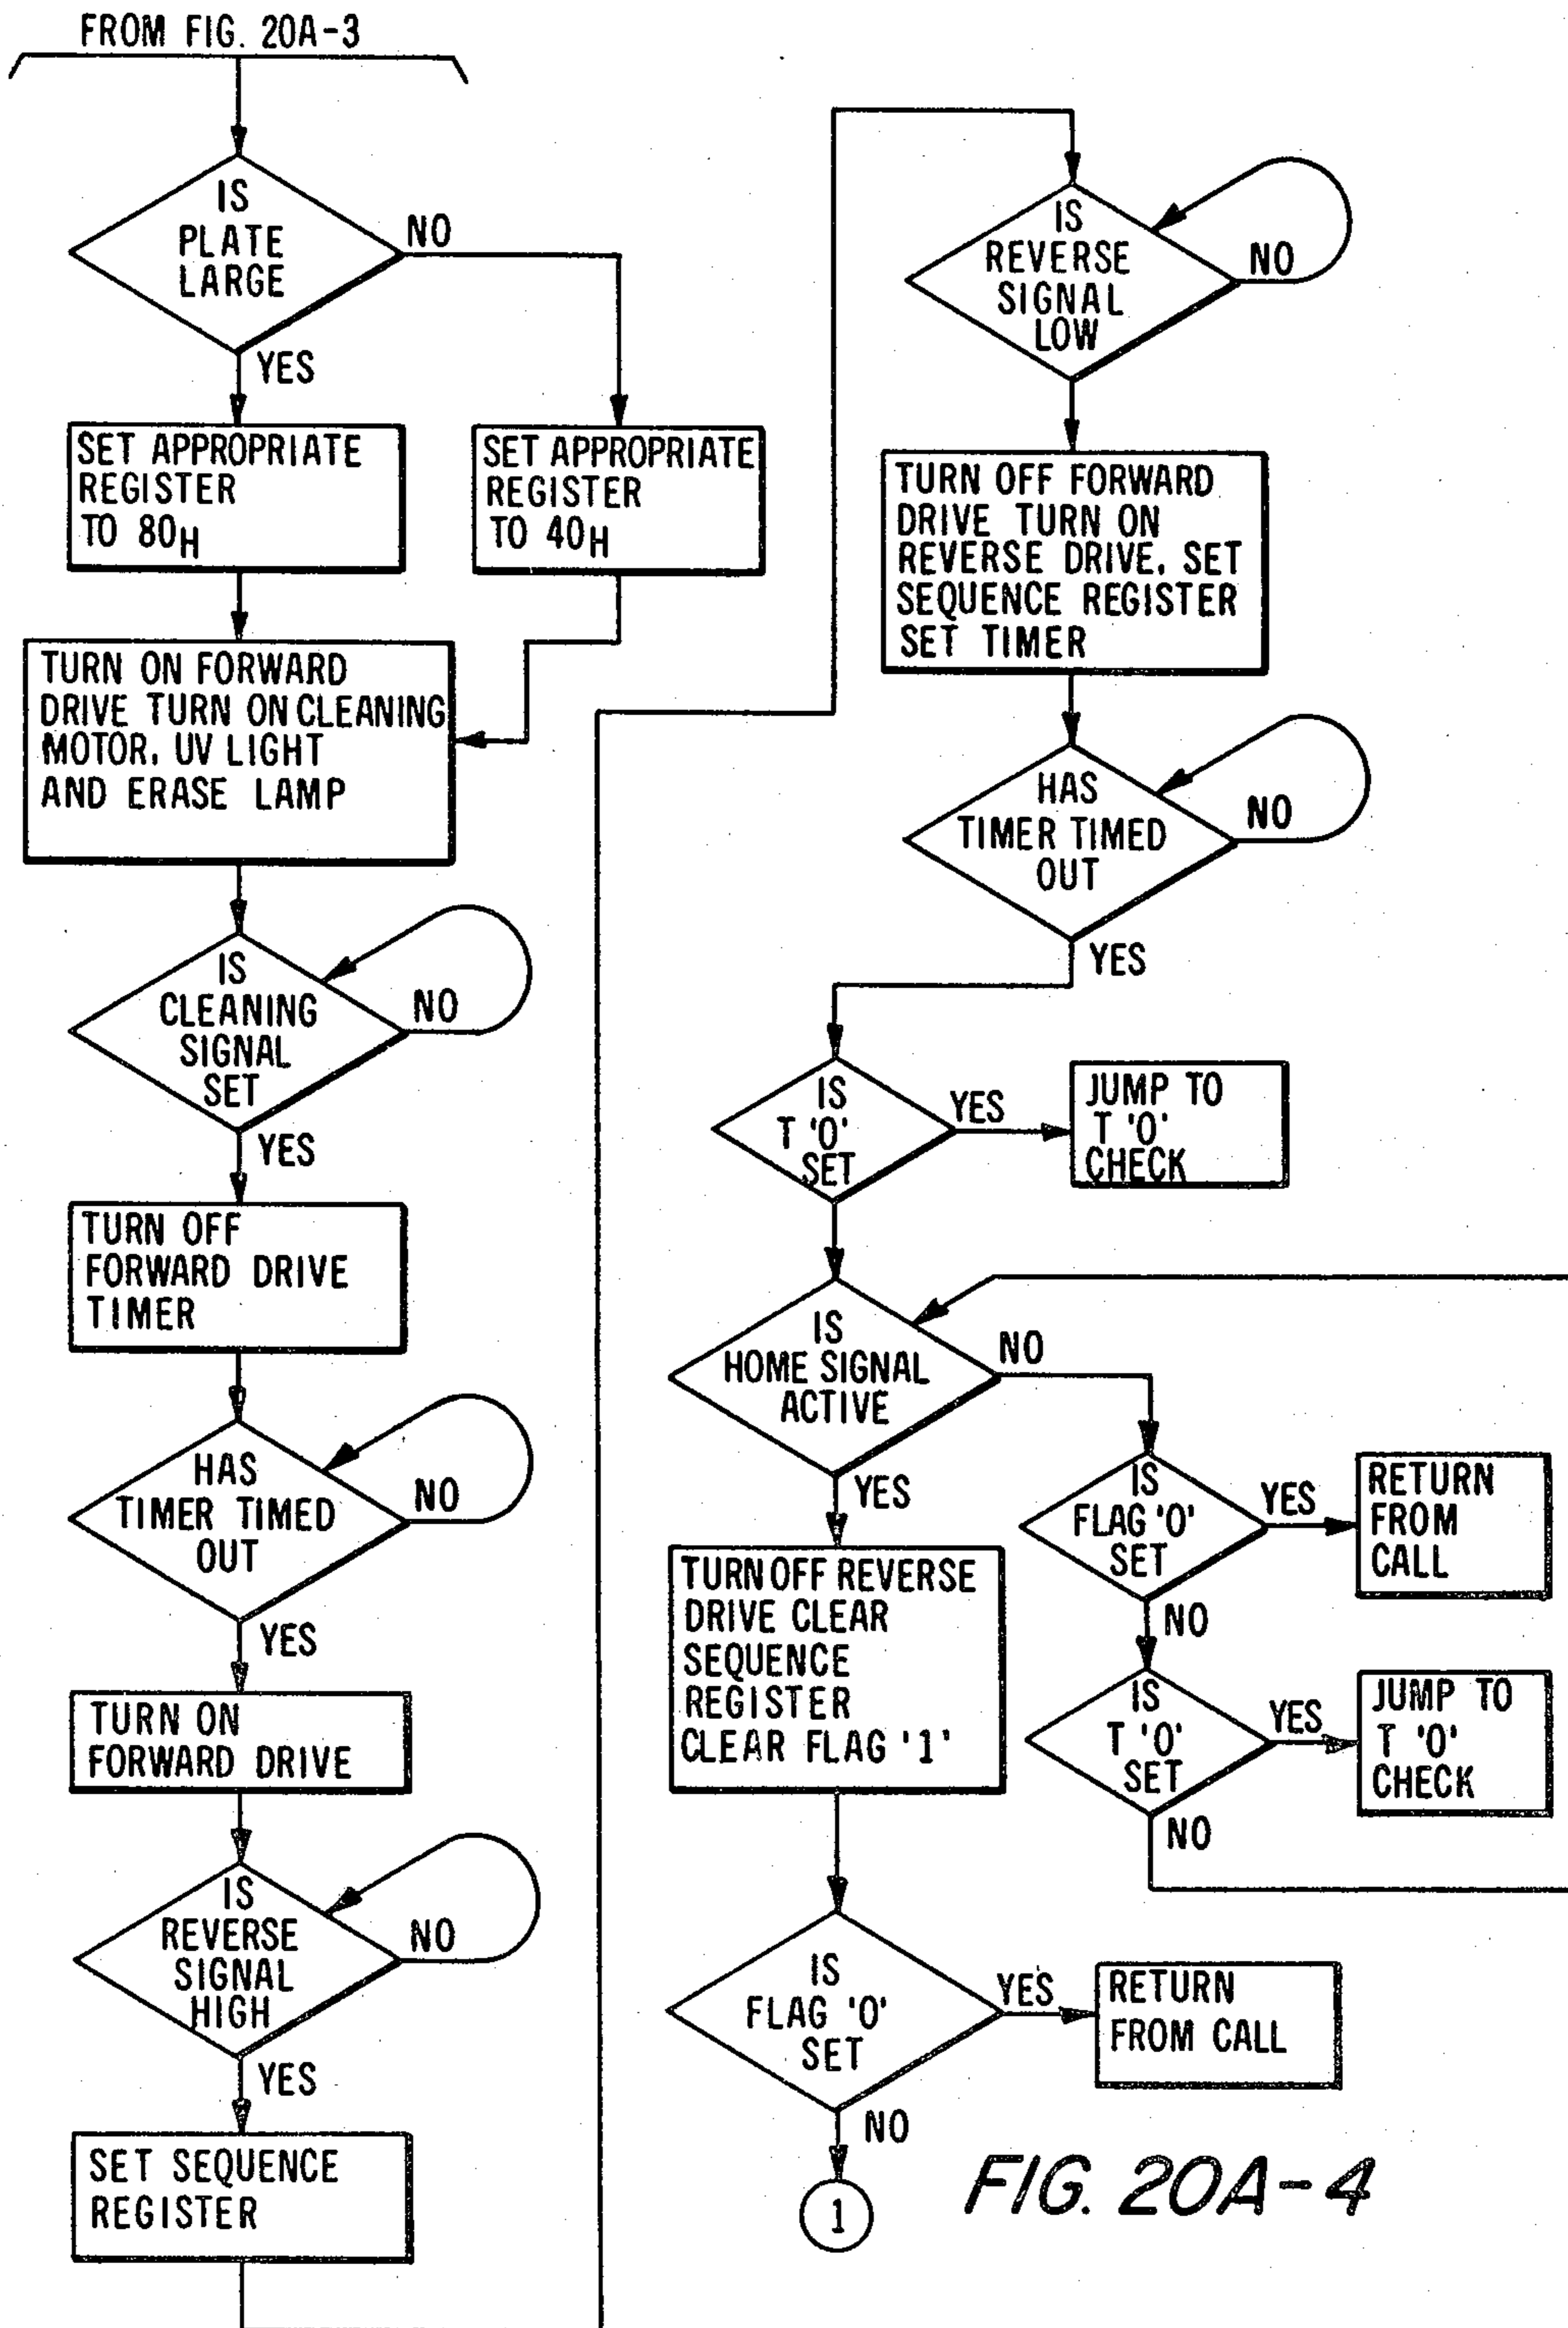 FROM FIG. 20A-3
IS
PLATE
LARGE
NO
YES
SET APPROPRIATE
REGISTER
TO 80H
SET APPROPRIATE
REGISTER
TO 40H
TURN ON FORWARD
DRIVE TURN ON CLEANING
MOTOR. UV LIGHT
AND ERASE LAMP
IS
CLEANING
SIGNAL
SET
NO
YES
TURN OFF
FORWARD DRIVE
TIMER
HAS
TIMER TIMED
OUT
NO
YES
TURN ON
FORWARD DRIVE
IS
REVERSE
SIGNAL
HIGH
NO
YES
SET SEQUENCE
REGISTER
IS
REVERSE
SIGNAL
LOW
NO
TURN OFF FORWARD
DRIVE TURN ON
REVERSE DRIVE. SET
SEQUENCE REGISTER
SET TIMER
HAS
TIMER TIMED
OUT
NO
YES
IS
T '0'
SET
YES
JUMP TO
T '0'
CHECK
IS
HOME SIGNAL
ACTIVE
NO
YES
IS
FLAG '0'
SET
YES
RETURN
FROM
CALL
NO
IS
T '0'
SET
YES
JUMP TO
T '0'
CHECK
NO
TURN OFF REVERSE
DRIVE CLEAR
SEQUENCE
REGISTER
CLEAR FLAG '1'
IS
FLAG '0'
SET
YES
RETURN
FROM CALL
NO
1
FIG. 20A-4